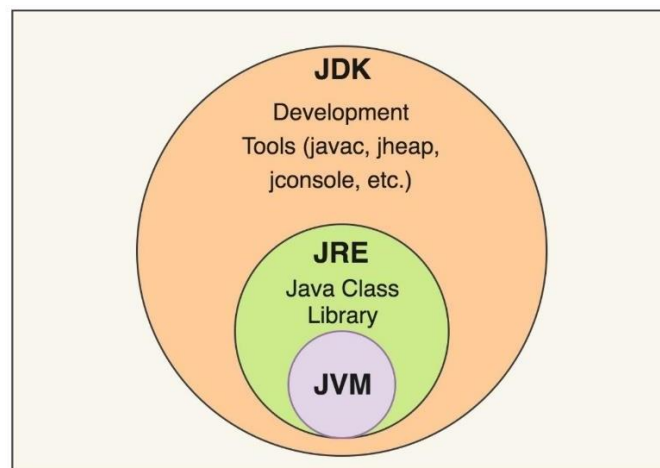 JDK
Development
Tools (javac, jheap,
jconsole, etc.)
JRE
Java Class
Library
JVM